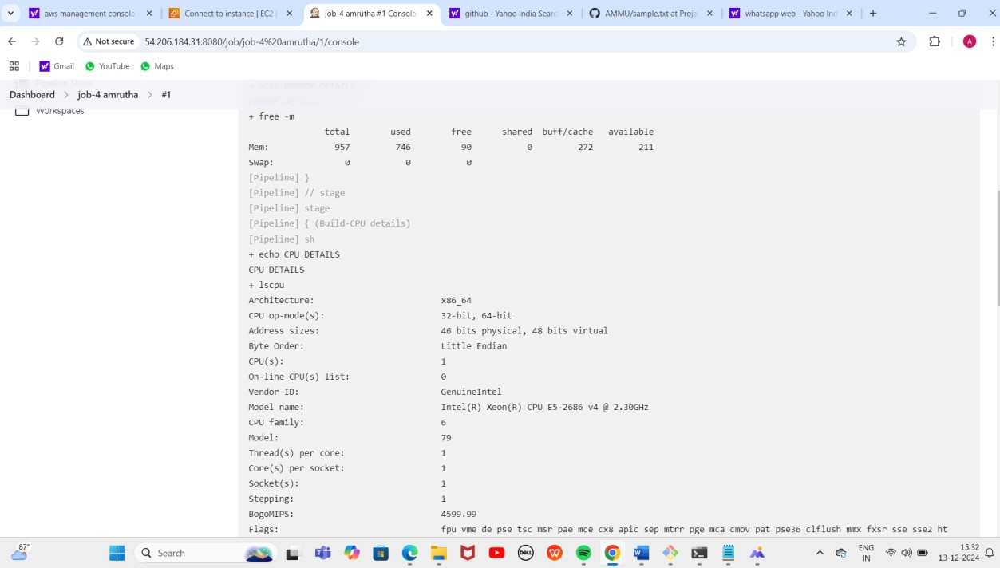 aws management console
Connect to instance | EC2 |
job-4 amrutha #1 Console
github - Yahoo India Searc
AMMU/sample.txt at Proje
whatsapp web - Yahoo Ind
Not secure 54.206.184.31:8080/job/job-4%20amrutha/1/console
A
Gmail YouTube Maps
Pipeline Steps
+ echo MEMORY DETAILS
Dashboard > job-4 amrutha > #1
MEMORY DETAILS
Workspaces
+ free -m
total used free shared buff/cache available
Mem: 957 746 90 0 272 211
Swap: 0 0 0
[Pipeline] }
[Pipeline] // stage
[Pipeline] stage
[Pipeline] { (Build-CPU details)
[Pipeline] sh
+ echo CPU DETAILS
CPU DETAILS
+ lscpu
Architecture: x86_64
CPU op-mode(s): 32-bit, 64-bit
Address sizes: 46 bits physical, 48 bits virtual
Byte Order: Little Endian
CPU(s): 1
On-line CPU(s) list: 0
Vendor ID: GenuineIntel
Model name: Intel(R) Xeon(R) CPU E5-2686 v4 @ 2.30GHz
CPU family: 6
Model: 79
Thread(s) per core: 1
Core(s) per socket: 1
Socket(s): 1
Stepping: 1
BogoMIPS: 4599.99
Flags: fpu vme de pse tsc msr pae mce cx8 apic sep mtrr pge mca cmov pat pse36 clflush mmx fxsr sse sse2 ht
87°
Search
DELL
ENG
IN
15:32
13-12-2024